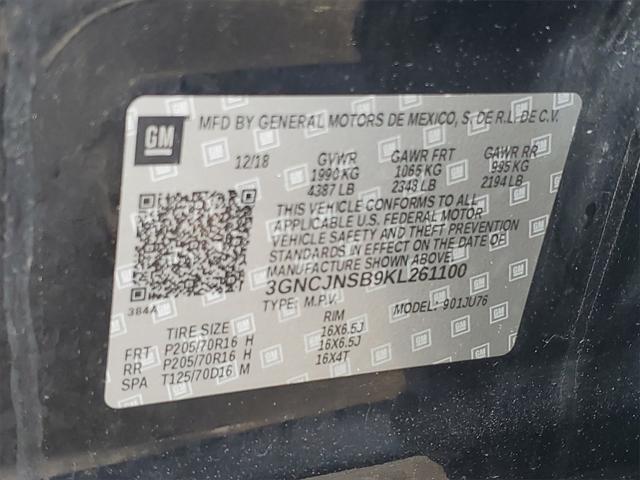 GM MFD BY GENERAL MOTORS DE MEXICO, S. DE R.L. DE C.V.
12/18 GVWR GAWR FRT GAWR RR
1990 KG 1065 KG 995 KG
4387 LB 2348 LB 2194 LB
THIS VEHICLE CONFORMS TO ALL
APPLICABLE U.S. FEDERAL MOTOR
VEHICLE SAFETY AND THEFT PREVENTION
STANDARDS IN EFFECT ON THE DATE OF
MANUFACTURE SHOWN ABOVE.
3GNCJNSB9KL261100
TYPE: M.P.V. MODEL: 901JU76
384A
TIRE SIZE RIM
FRT P205/70R16 H 16X6.5J
RR P205/70R16 H 16X6.5J
SPA T125/70D16 M 16X4T